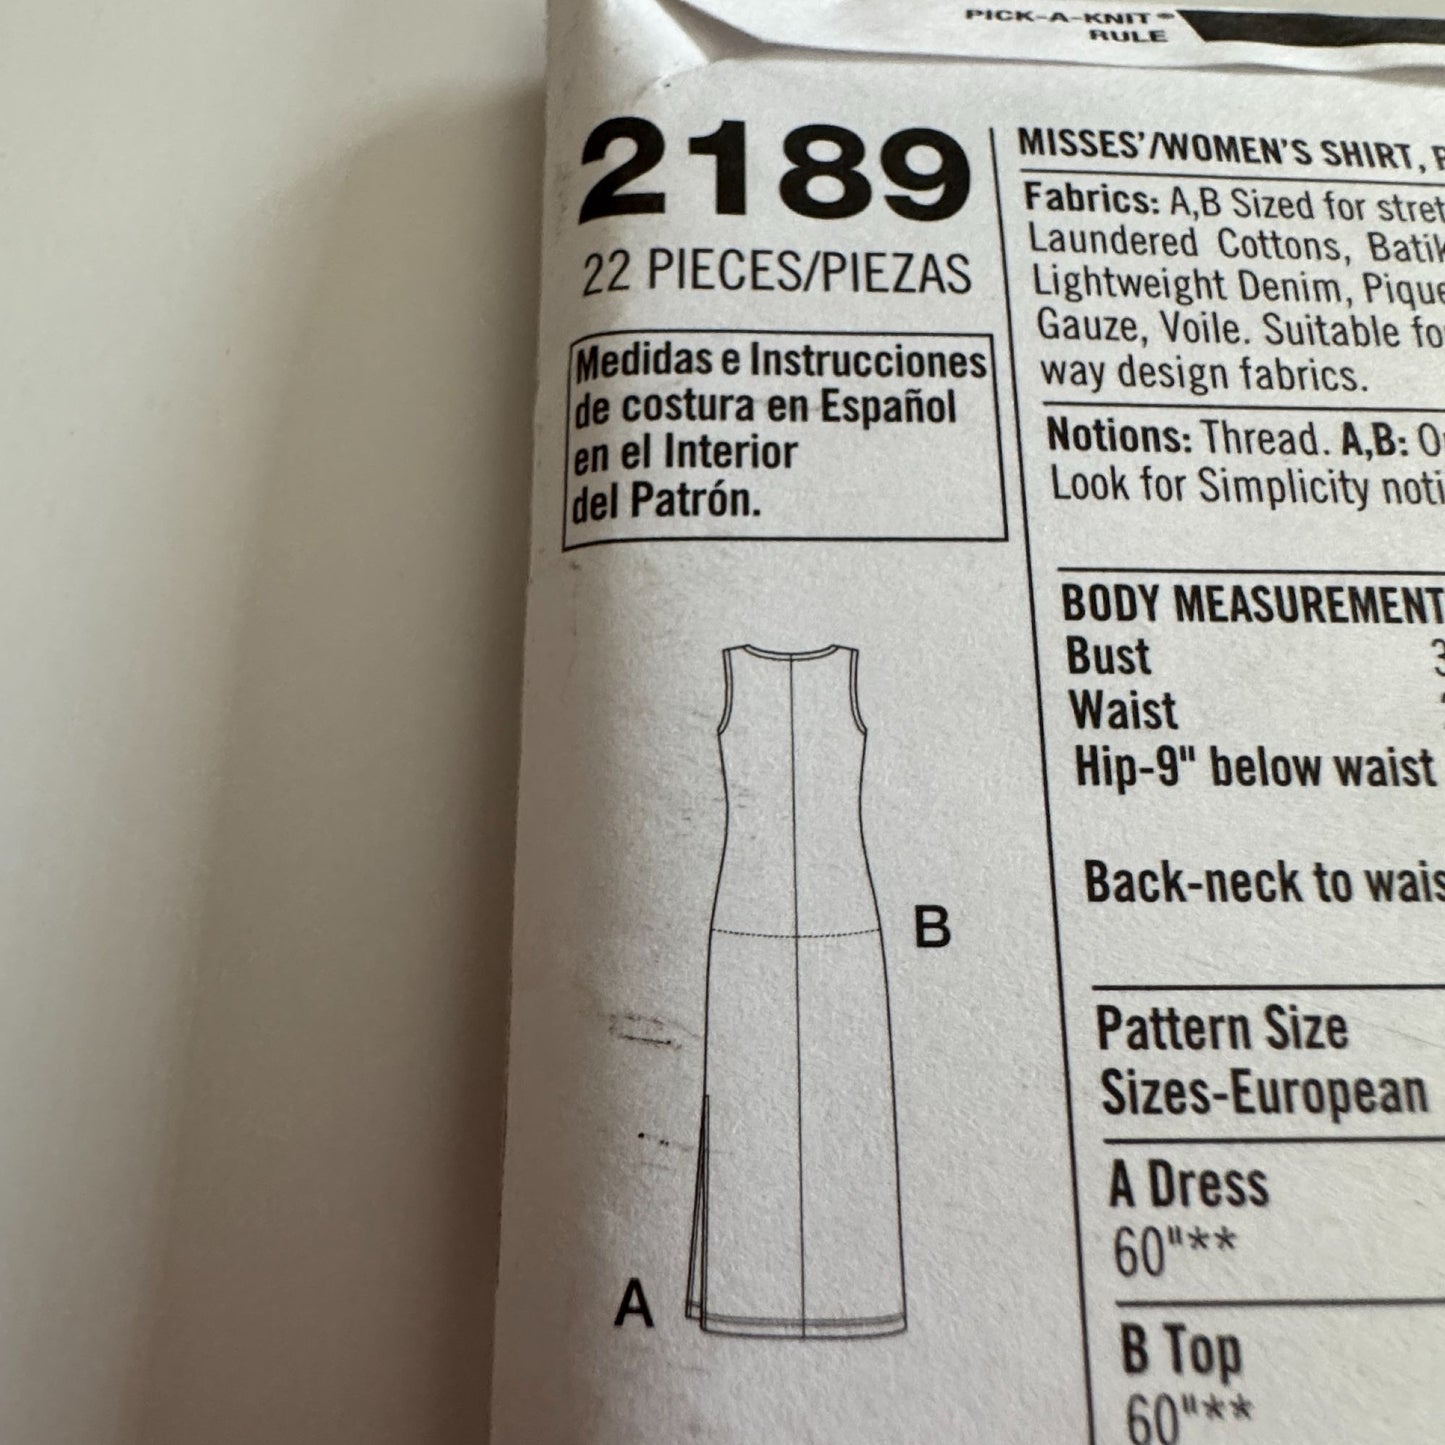 PICK-A-KNIT®
RULE
2189
22 PIECES/PIEZAS
Medidas e Instrucciones
de costura en Español
en el Interior
del Patrón.
B
A
MISSES'/WOMEN'S SHIRT,
Fabrics: A,B Sized for
Laundered Cottons,
Lightweight Denim,
Gauze, Voile. Suitable
way design fabrics.
Notions: Thread. A,B:
Look for Simplicity
BODY
Bust
Waist
Hip-9" below waist
Back-neck to
Pattern Size
Sizes-European
A Dress
60"**
B Top
60"**